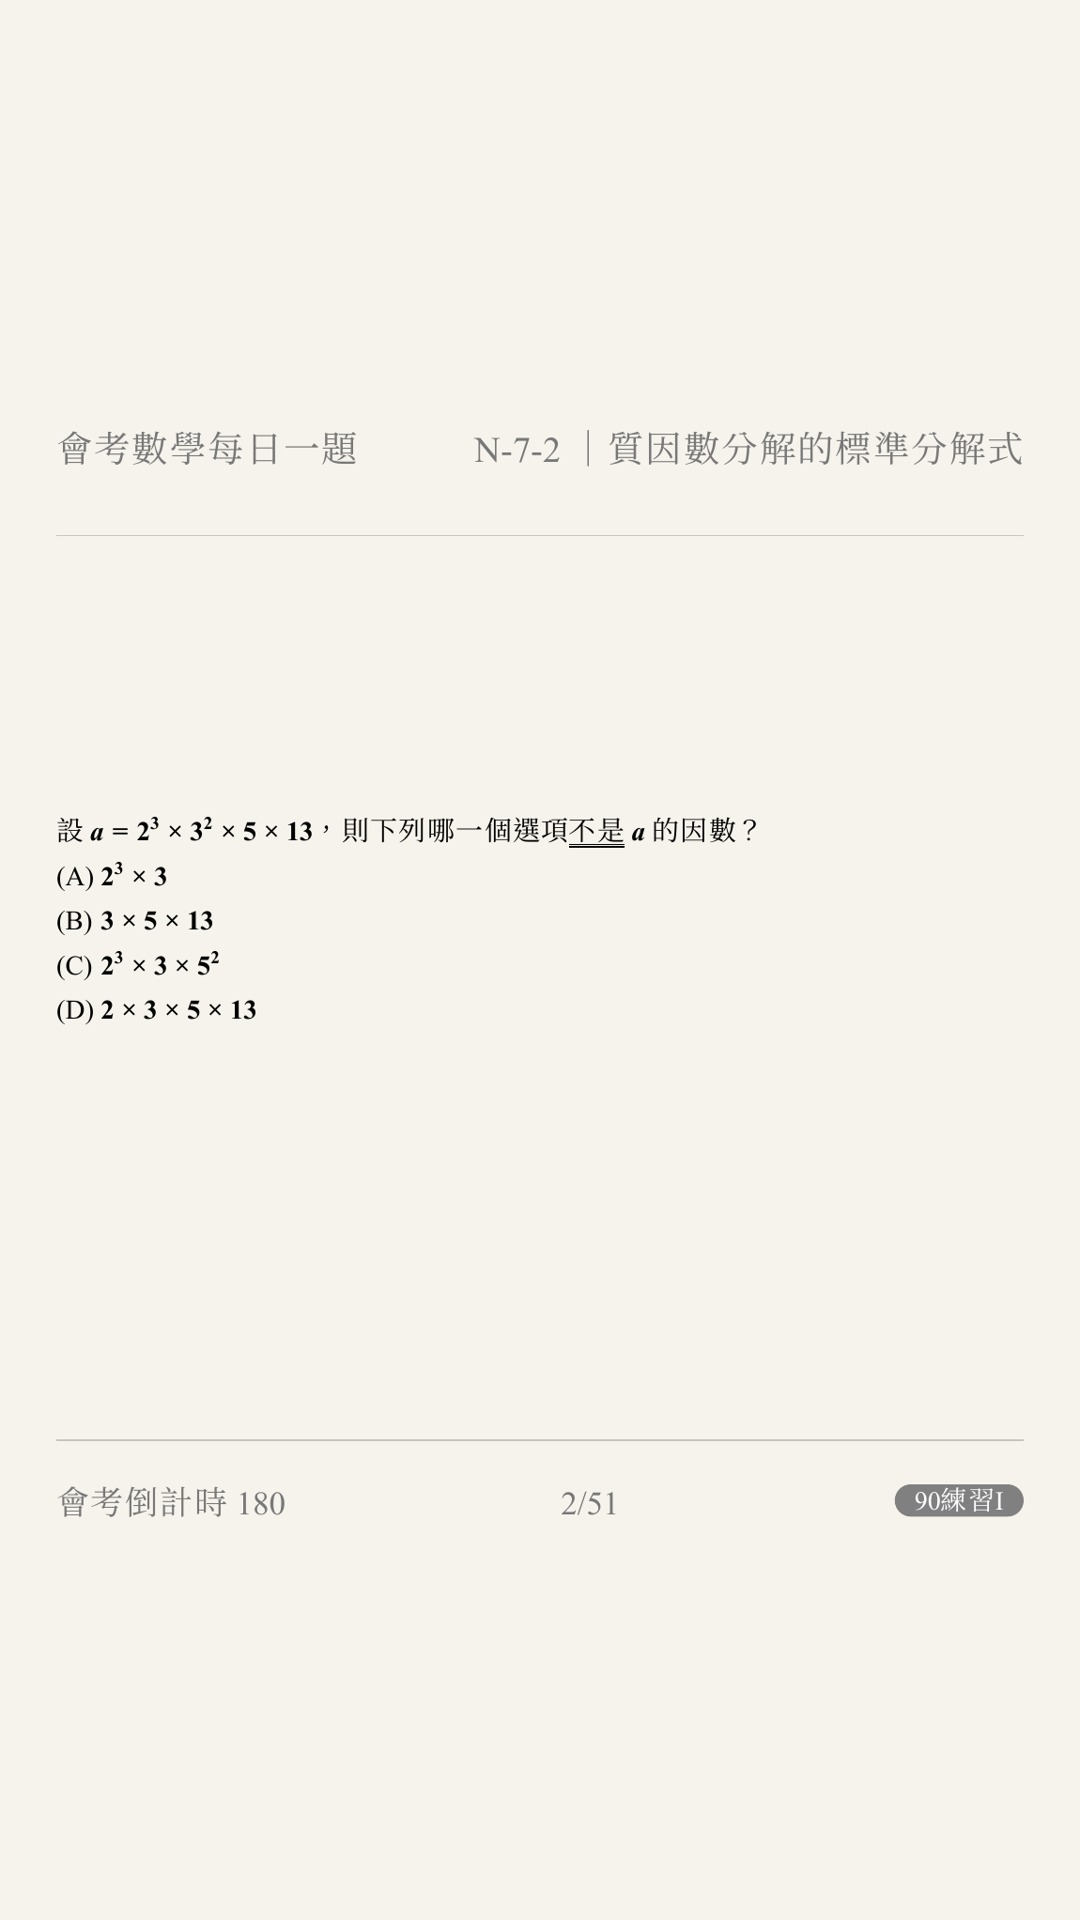 會考數學每日一題
N-7-2｜質因數分解的標準分解式
設 a = 2³ × 3² × 5 × 13，則下列哪一個選項不是 a 的因數？
(A) 2³ × 3
(B) 3 × 5 × 13
(C) 2³ × 3 × 5²
(D) 2 × 3 × 5 × 13
會考倒計時 180
2/51
90練習I